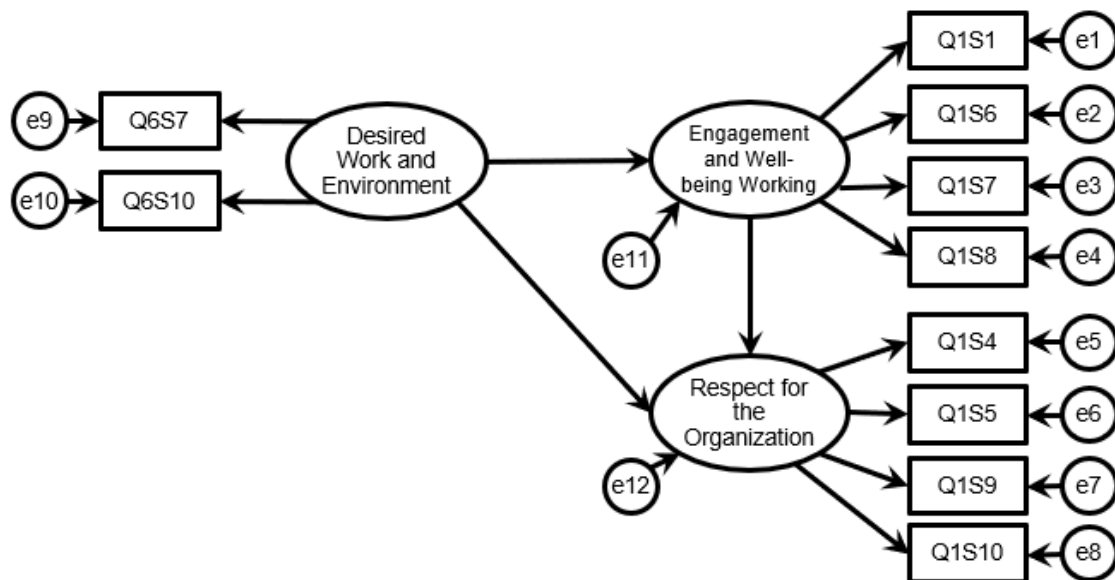 e9
Q6S7
e10
Q6S10
Desired
Work and
Environment
Engagement
and Well-
being Working
e11
Q1S1
e1
Q1S6
e2
Q1S7
e3
Q1S8
e4
Respect for
the
Organization
e12
Q1S4
e5
Q1S5
e6
Q1S9
e7
Q1S10
e8